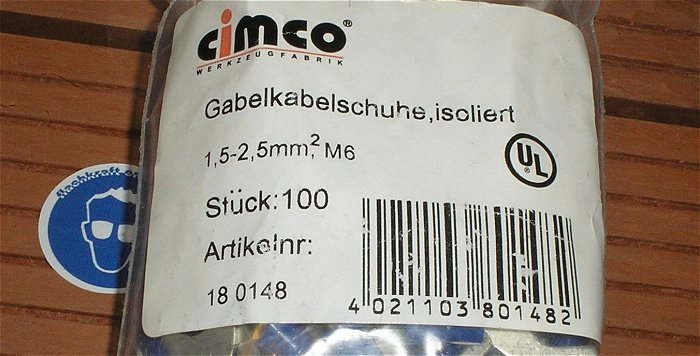 cimco®
WERKZEUGFABRIK
Gabelkabelschuhe,isoliert
1,5-2,5mm², M6
UL
Stück:100
Artikelnr:
18 0148
4 021103 801482